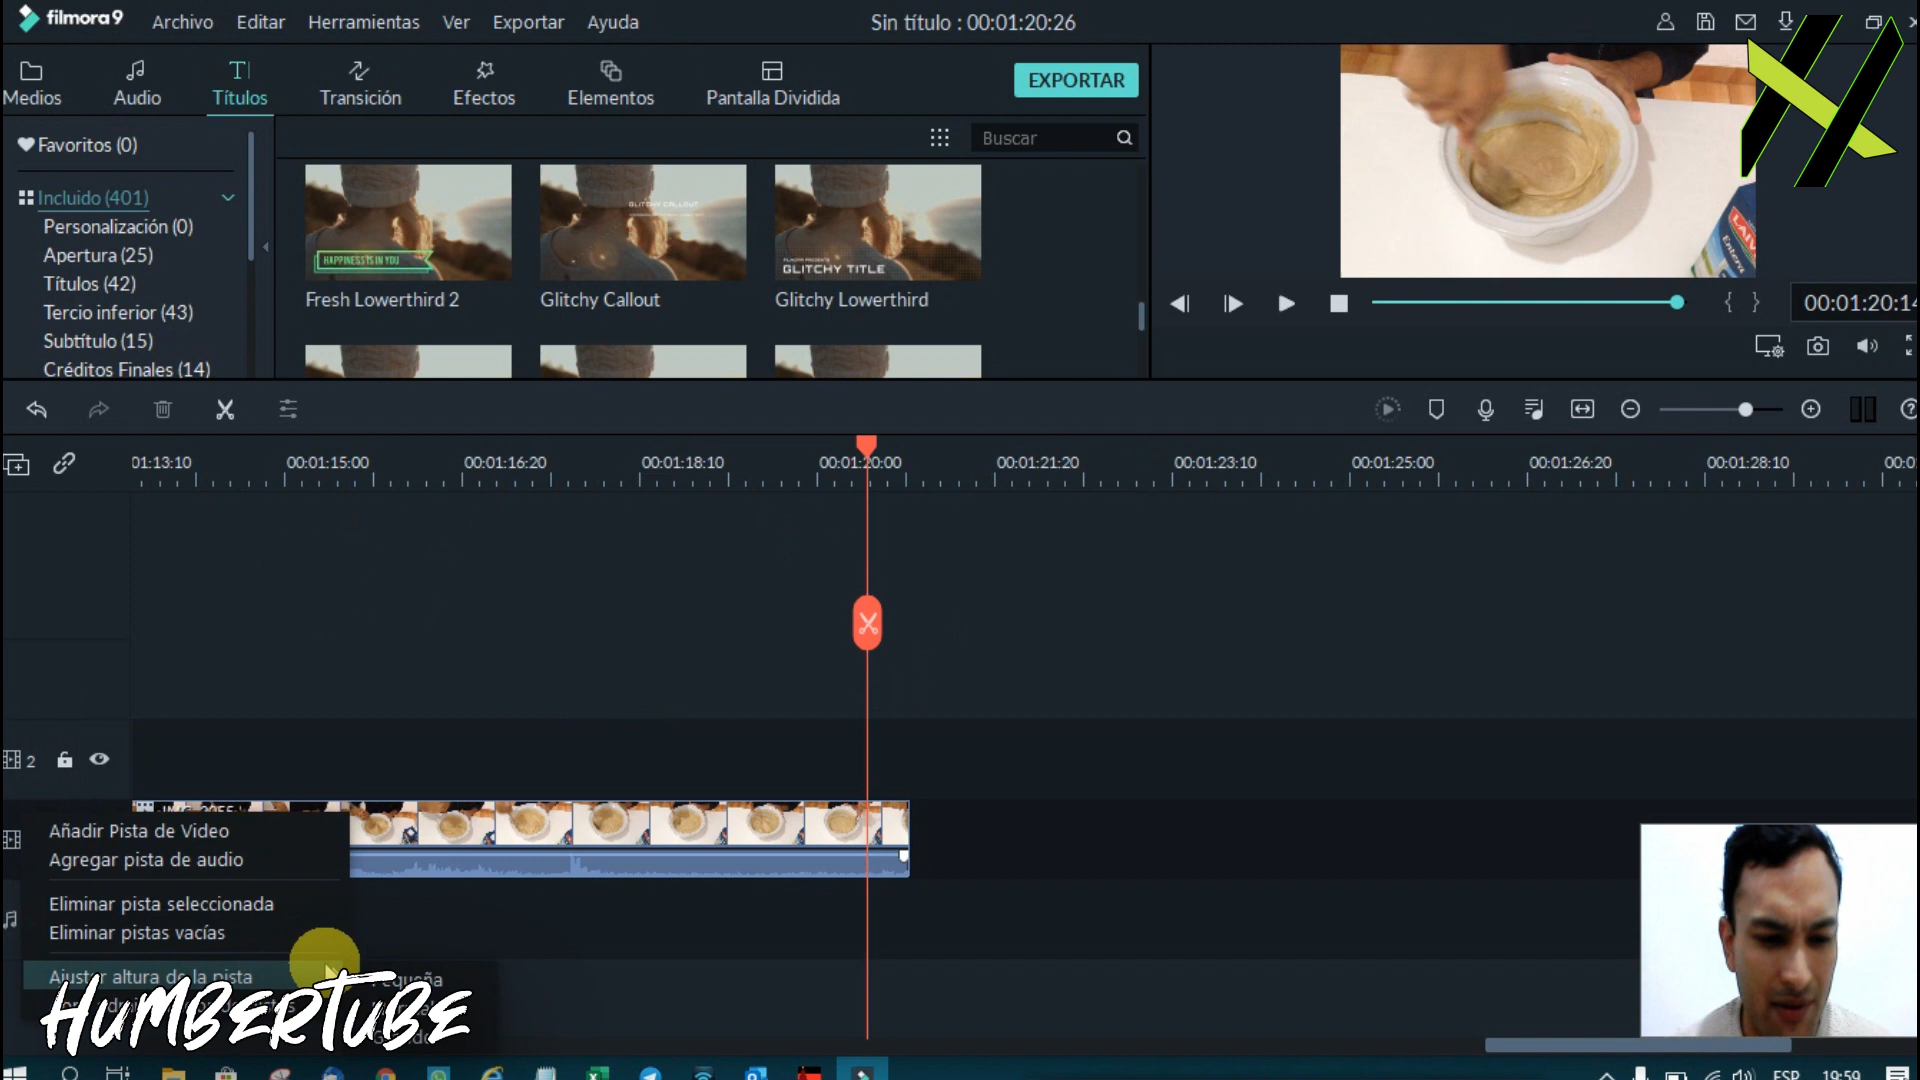 filmora9 Archivo Editar Herramientas Ver Exportar Ayuda Sin título : 00:01:20:26
Medios Audio Títulos Transición Efectos Elementos Pantalla Dividida EXPORTAR
Favoritos (0)
Buscar
Incluido (401)
Personalización (0)
Apertura (25)
Títulos (42)
Tercio inferior (43)
Subtítulo (15)
Créditos Finales (14)
HAPPINESS IS IN YOU
GLITCHY CALLOUT
GLITCHY TITLE
Fresh Lowerthird 2 Glitchy Callout Glitchy Lowerthird
LAIVE
00:01:20:14
01:13:10 00:01:15:00 00:01:16:20 00:01:18:10 00:01:20:00 00:01:21:20 00:01:23:10 00:01:25:00 00:01:26:20 00:01:28:10 00:0
2
Añadir Pista de Video
Agregar pista de audio
Eliminar pista seleccionada
Eliminar pistas vacías
Ajustar altura de la pista
Pequeña
HUMBERTUBE
ESP 19:59